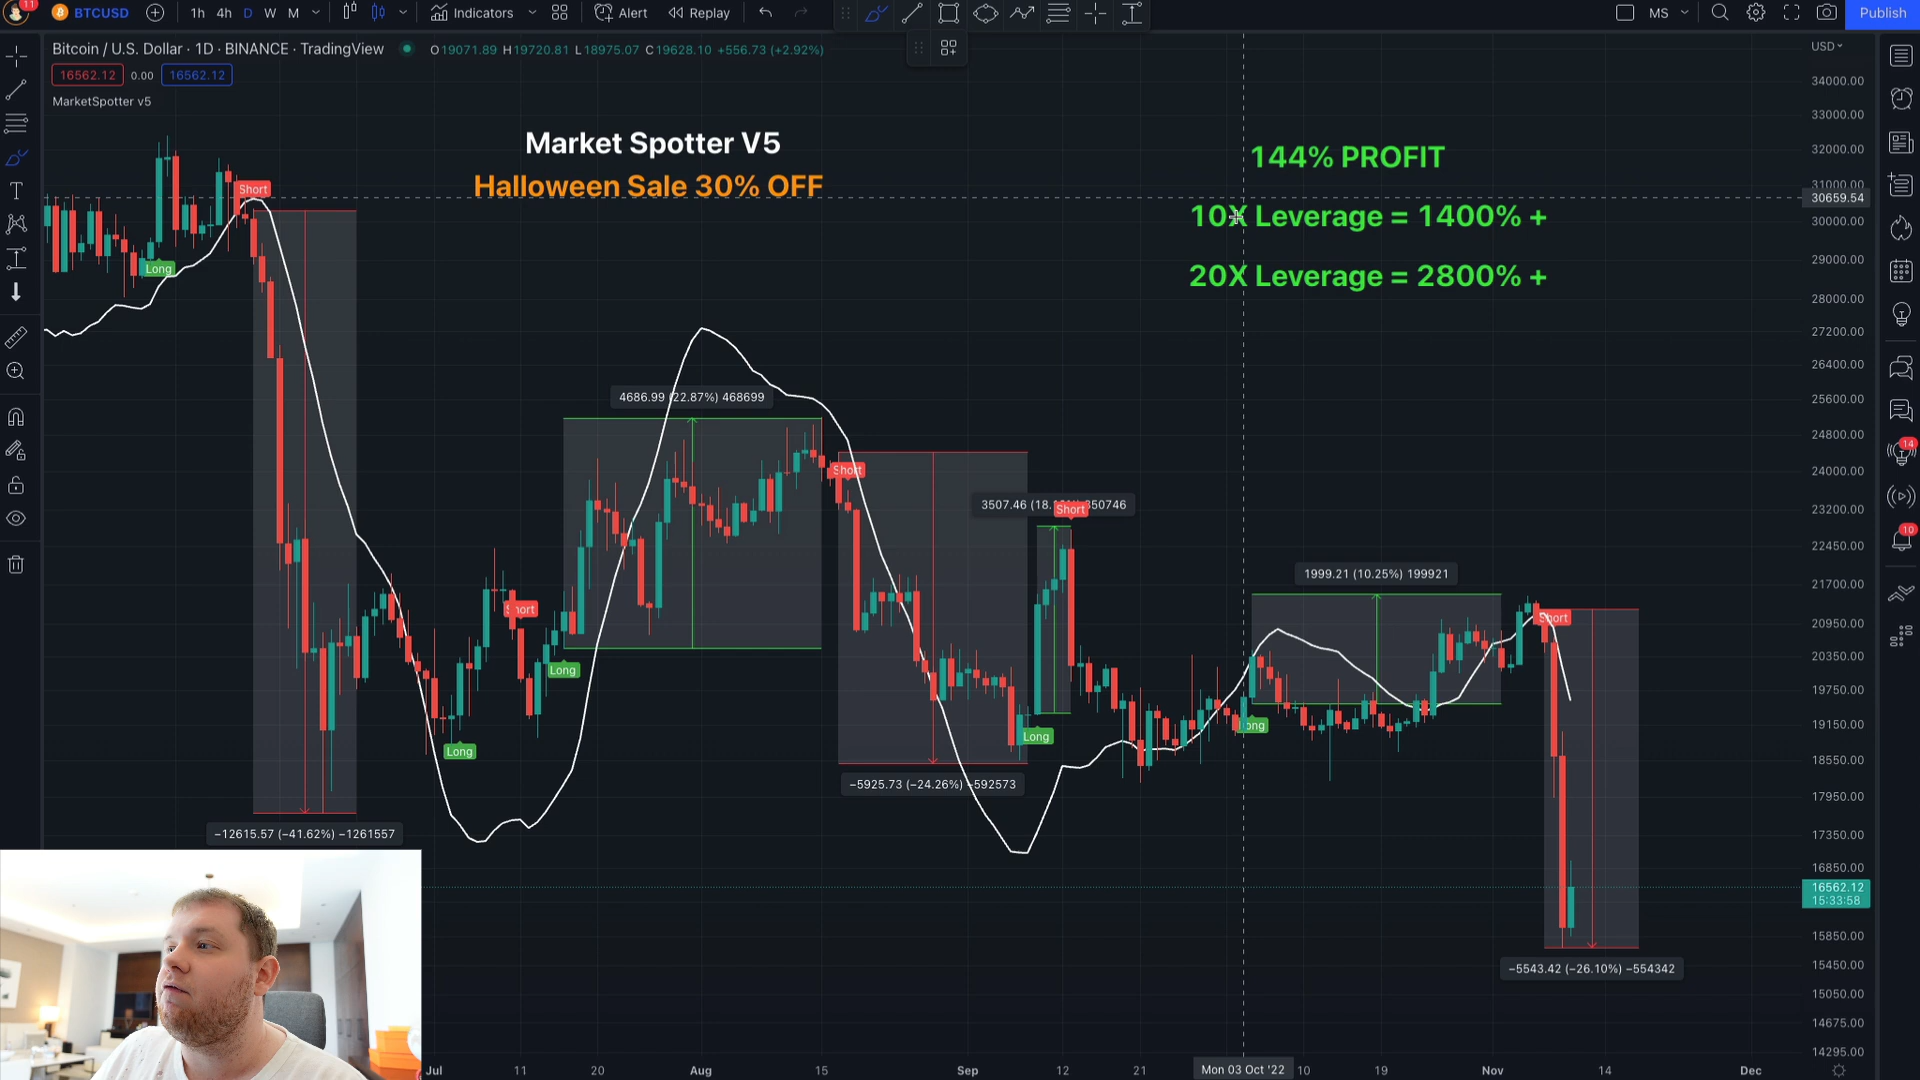 11
BTCUSD
1h 4h D W M
Indicators
Alert
Replay
MS
Publish
Bitcoin / U.S. Dollar · 1D · BINANCE · TradingView
O19071.89 H19720.81 L18975.07 C19628.10 +556.73 (+2.92%)
USD
16562.12 0.00 16562.12
MarketSpotter v5
Market Spotter V5
Halloween Sale 30% OFF
144% PROFIT
10X Leverage = 1400% +
20X Leverage = 2800% +
Short
Long
4686.99 (22.87%) 468699
Short
3507.46 (18. 350746
Short
1999.21 (10.25%) 199921
Short
Short
Long
Long
Long
Long
−5925.73 (−24.26%) −592573
−12615.57 (−41.62%) −1261557
−5543.42 (−26.10%) −554342
34000.00
33000.00
32000.00
31000.00
30659.54
30000.00
29000.00
28000.00
27200.00
26400.00
25600.00
24800.00
24000.00
23200.00
22450.00
21700.00
20950.00
20350.00
19750.00
19150.00
18550.00
17950.00
17350.00
16850.00
16562.12
15:33:58
15850.00
15450.00
15050.00
14675.00
14295.00
14
10
Jul 11 20 Aug 15 Sep 12 21 Mon 03 Oct '22 10 19 Nov 14 Dec